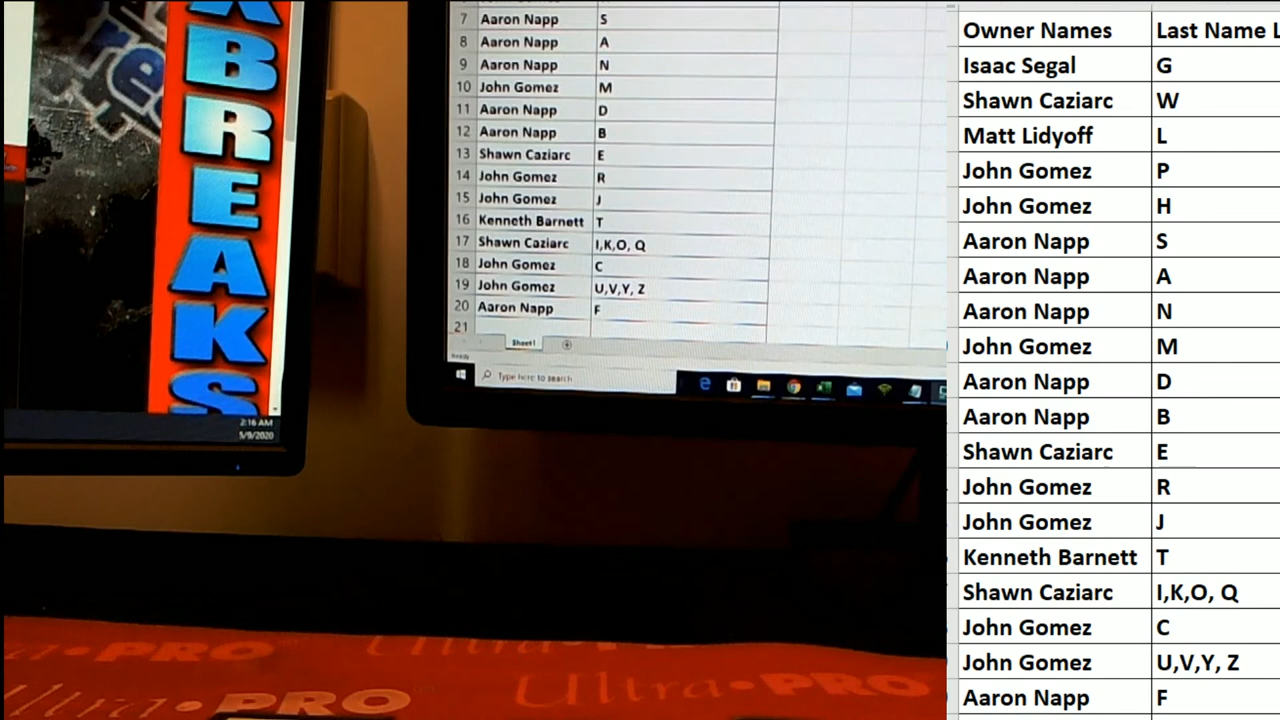 BREAKS
2:16 AM
5/9/2020
7 Aaron Napp S
8 Aaron Napp A
9 Aaron Napp N
10 John Gomez M
11 Aaron Napp D
12 Aaron Napp B
13 Shawn Caziarc E
14 John Gomez R
15 John Gomez J
16 Kenneth Barnett T
17 Shawn Caziarc I,K,O, Q
18 John Gomez C
19 John Gomez U,V,Y, Z
20 Aaron Napp F
21
Sheet1
Ready
Type here to search
PRO
Ultra PRO
Ultra•PRO
Owner Names Last Name L
Isaac Segal G
Shawn Caziarc W
Matt Lidyoff L
John Gomez P
John Gomez H
Aaron Napp S
Aaron Napp A
Aaron Napp N
John Gomez M
Aaron Napp D
Aaron Napp B
Shawn Caziarc E
John Gomez R
John Gomez J
Kenneth Barnett T
Shawn Caziarc I,K,O, Q
John Gomez C
John Gomez U,V,Y, Z
Aaron Napp F